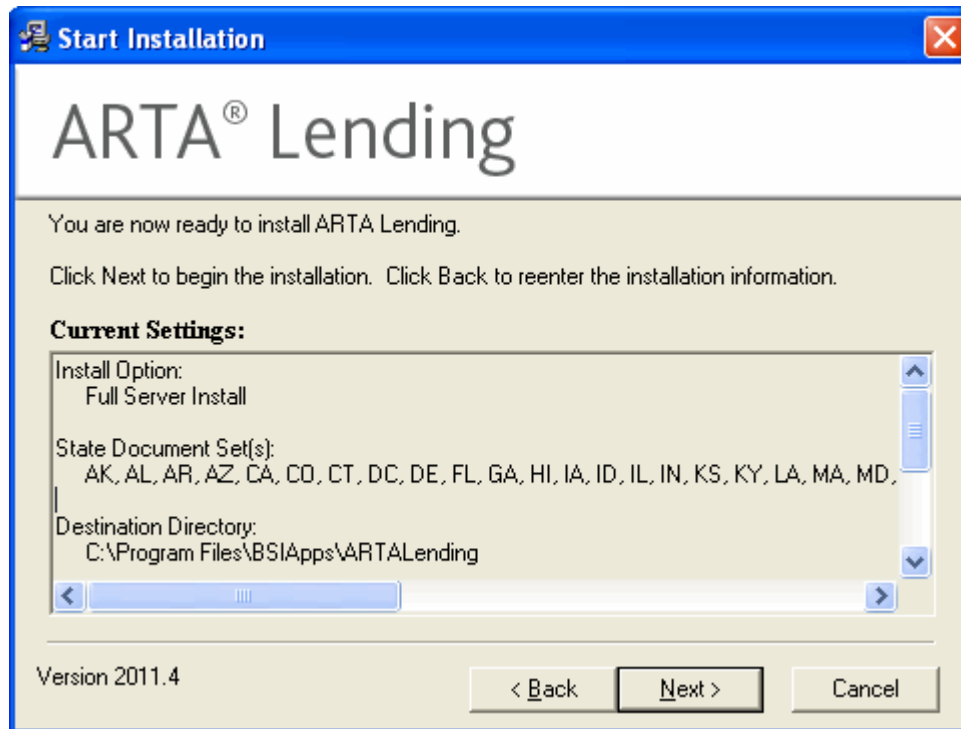 Start Installation
ARTA® Lending
You are now ready to install ARTA Lending.
Click Next to begin the installation.  Click Back to reenter the installation information.
Current Settings:
Install Option:
Full Server Install
State Document Set(s):
AK, AL, AR, AZ, CA, CO, CT, DC, DE, FL, GA, HI, IA, ID, IL, IN, KS, KY, LA, MA, MD,
Destination Directory:
C:\Program Files\BSIApps\ARTALending
Version 2011.4
< Back
Next >
Cancel